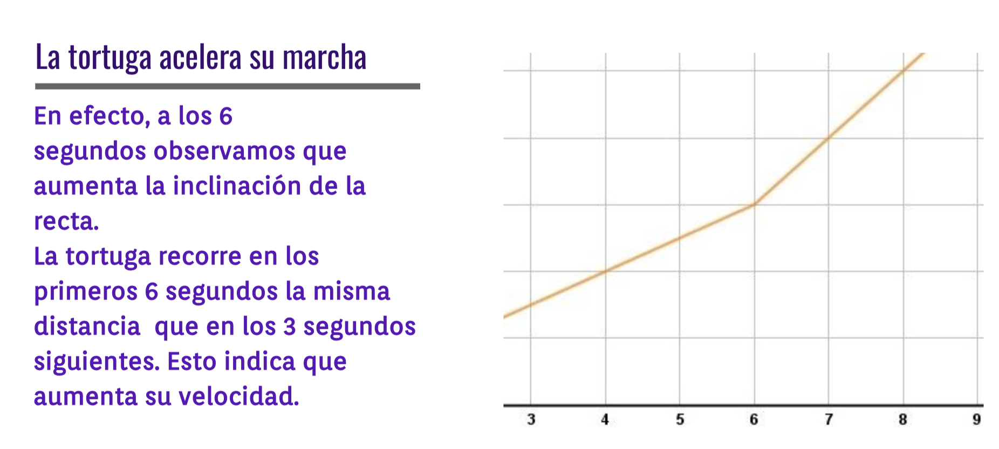 La tortuga acelera su marcha
En efecto, a los 6
segundos observamos que
aumenta la inclinación de la
recta.
La tortuga recorre en los
primeros 6 segundos la misma
distancia  que en los 3 segundos
siguientes. Esto indica que
aumenta su velocidad.
3 4 5 6 7 8 9